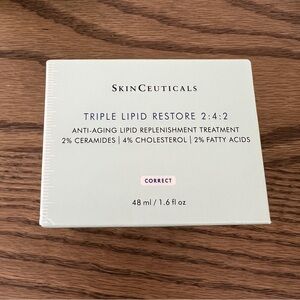 SKINCEUTICALS
TRIPLE LIPID RESTORE 2:4:2
ANTI-AGING LIPID REPLENISHMENT TREATMENT
2% CERAMIDES | 4% CHOLESTEROL | 2% FATTY ACIDS
CORRECT
48 ml / 1.6 fl oz